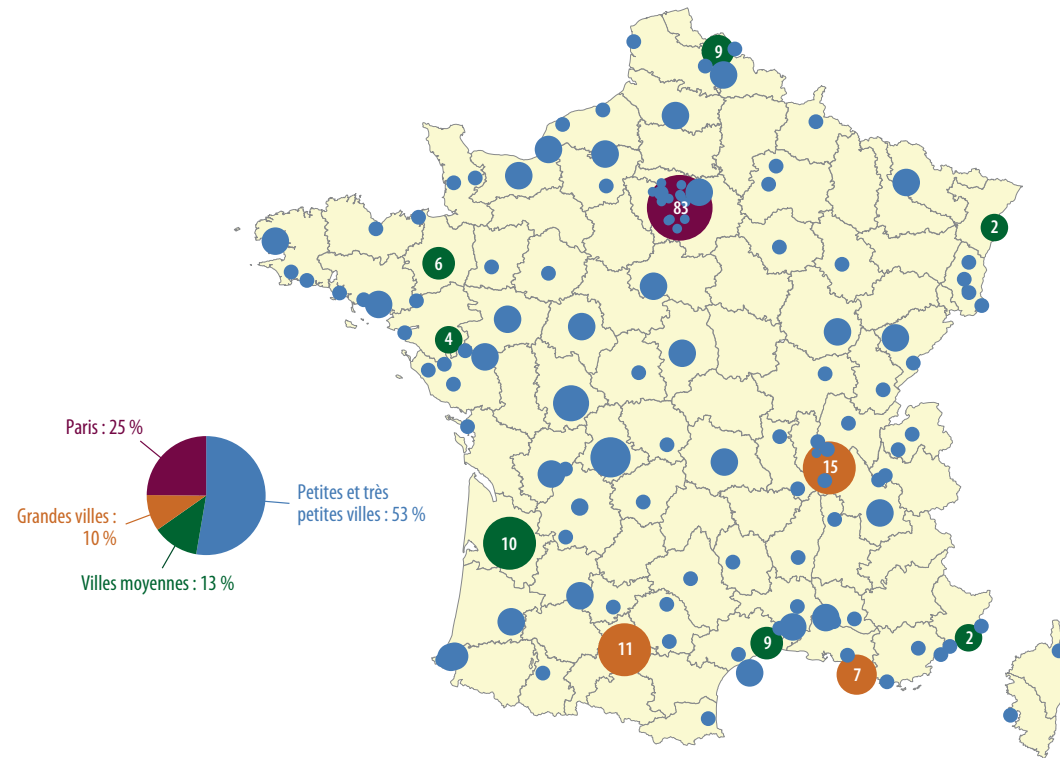 9
83
2
6
4
Paris : 25 %
15
Grandes villes :
10 %
Petites et très
petites villes : 53 %
10
Villes moyennes : 13 %
2
9
11
7